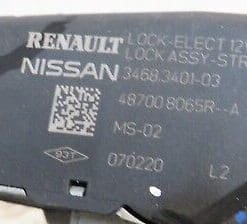 RENAULT LOCK-ELECT 12
NISSAN LOCK ASSY-STR
3468.3401-03
48700 8065R--A
MS-02
931 070220 L2